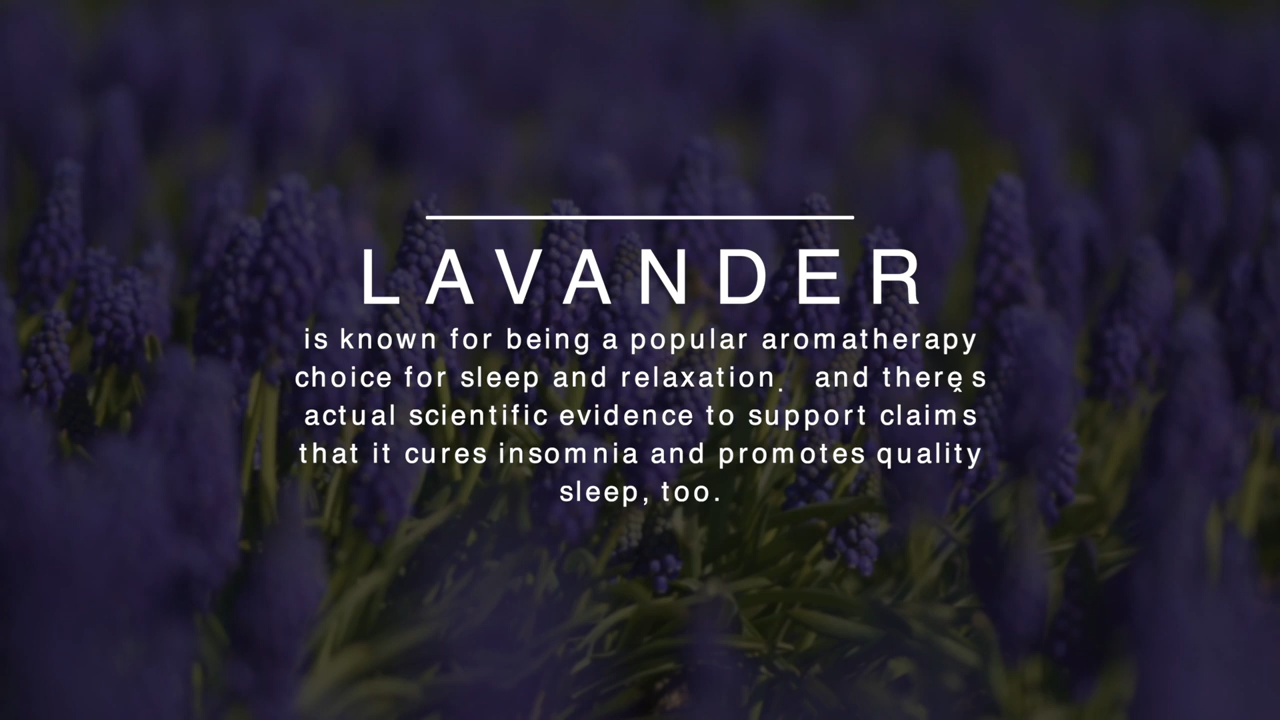 LAVANDER
is known for being a popular aromatherapy
choice for sleep and relaxation. and there s
actual scientific evidence to support claims
that it cures insomnia and promotes quality
sleep, too.